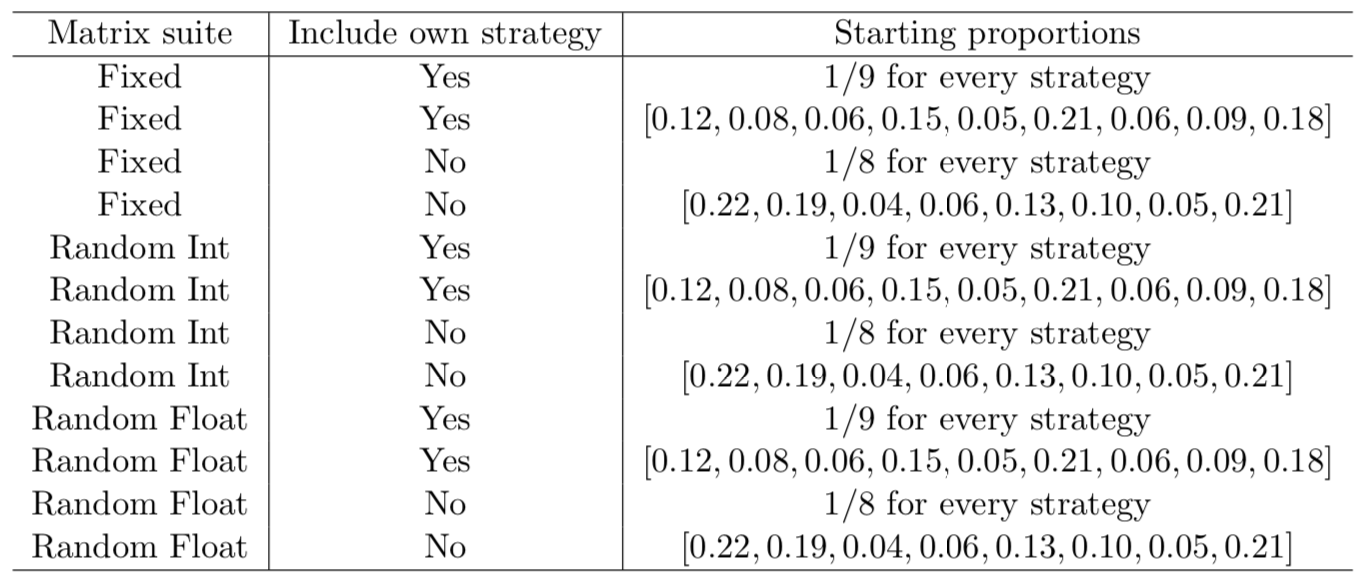 Matrix suite Include own strategy Starting proportions
Fixed Yes 1/9 for every strategy
Fixed Yes [0.12, 0.08, 0.06, 0.15, 0.05, 0.21, 0.06, 0.09, 0.18]
Fixed No 1/8 for every strategy
Fixed No [0.22, 0.19, 0.04, 0.06, 0.13, 0.10, 0.05, 0.21]
Random Int Yes 1/9 for every strategy
Random Int Yes [0.12, 0.08, 0.06, 0.15, 0.05, 0.21, 0.06, 0.09, 0.18]
Random Int No 1/8 for every strategy
Random Int No [0.22, 0.19, 0.04, 0.06, 0.13, 0.10, 0.05, 0.21]
Random Float Yes 1/9 for every strategy
Random Float Yes [0.12, 0.08, 0.06, 0.15, 0.05, 0.21, 0.06, 0.09, 0.18]
Random Float No 1/8 for every strategy
Random Float No [0.22, 0.19, 0.04, 0.06, 0.13, 0.10, 0.05, 0.21]